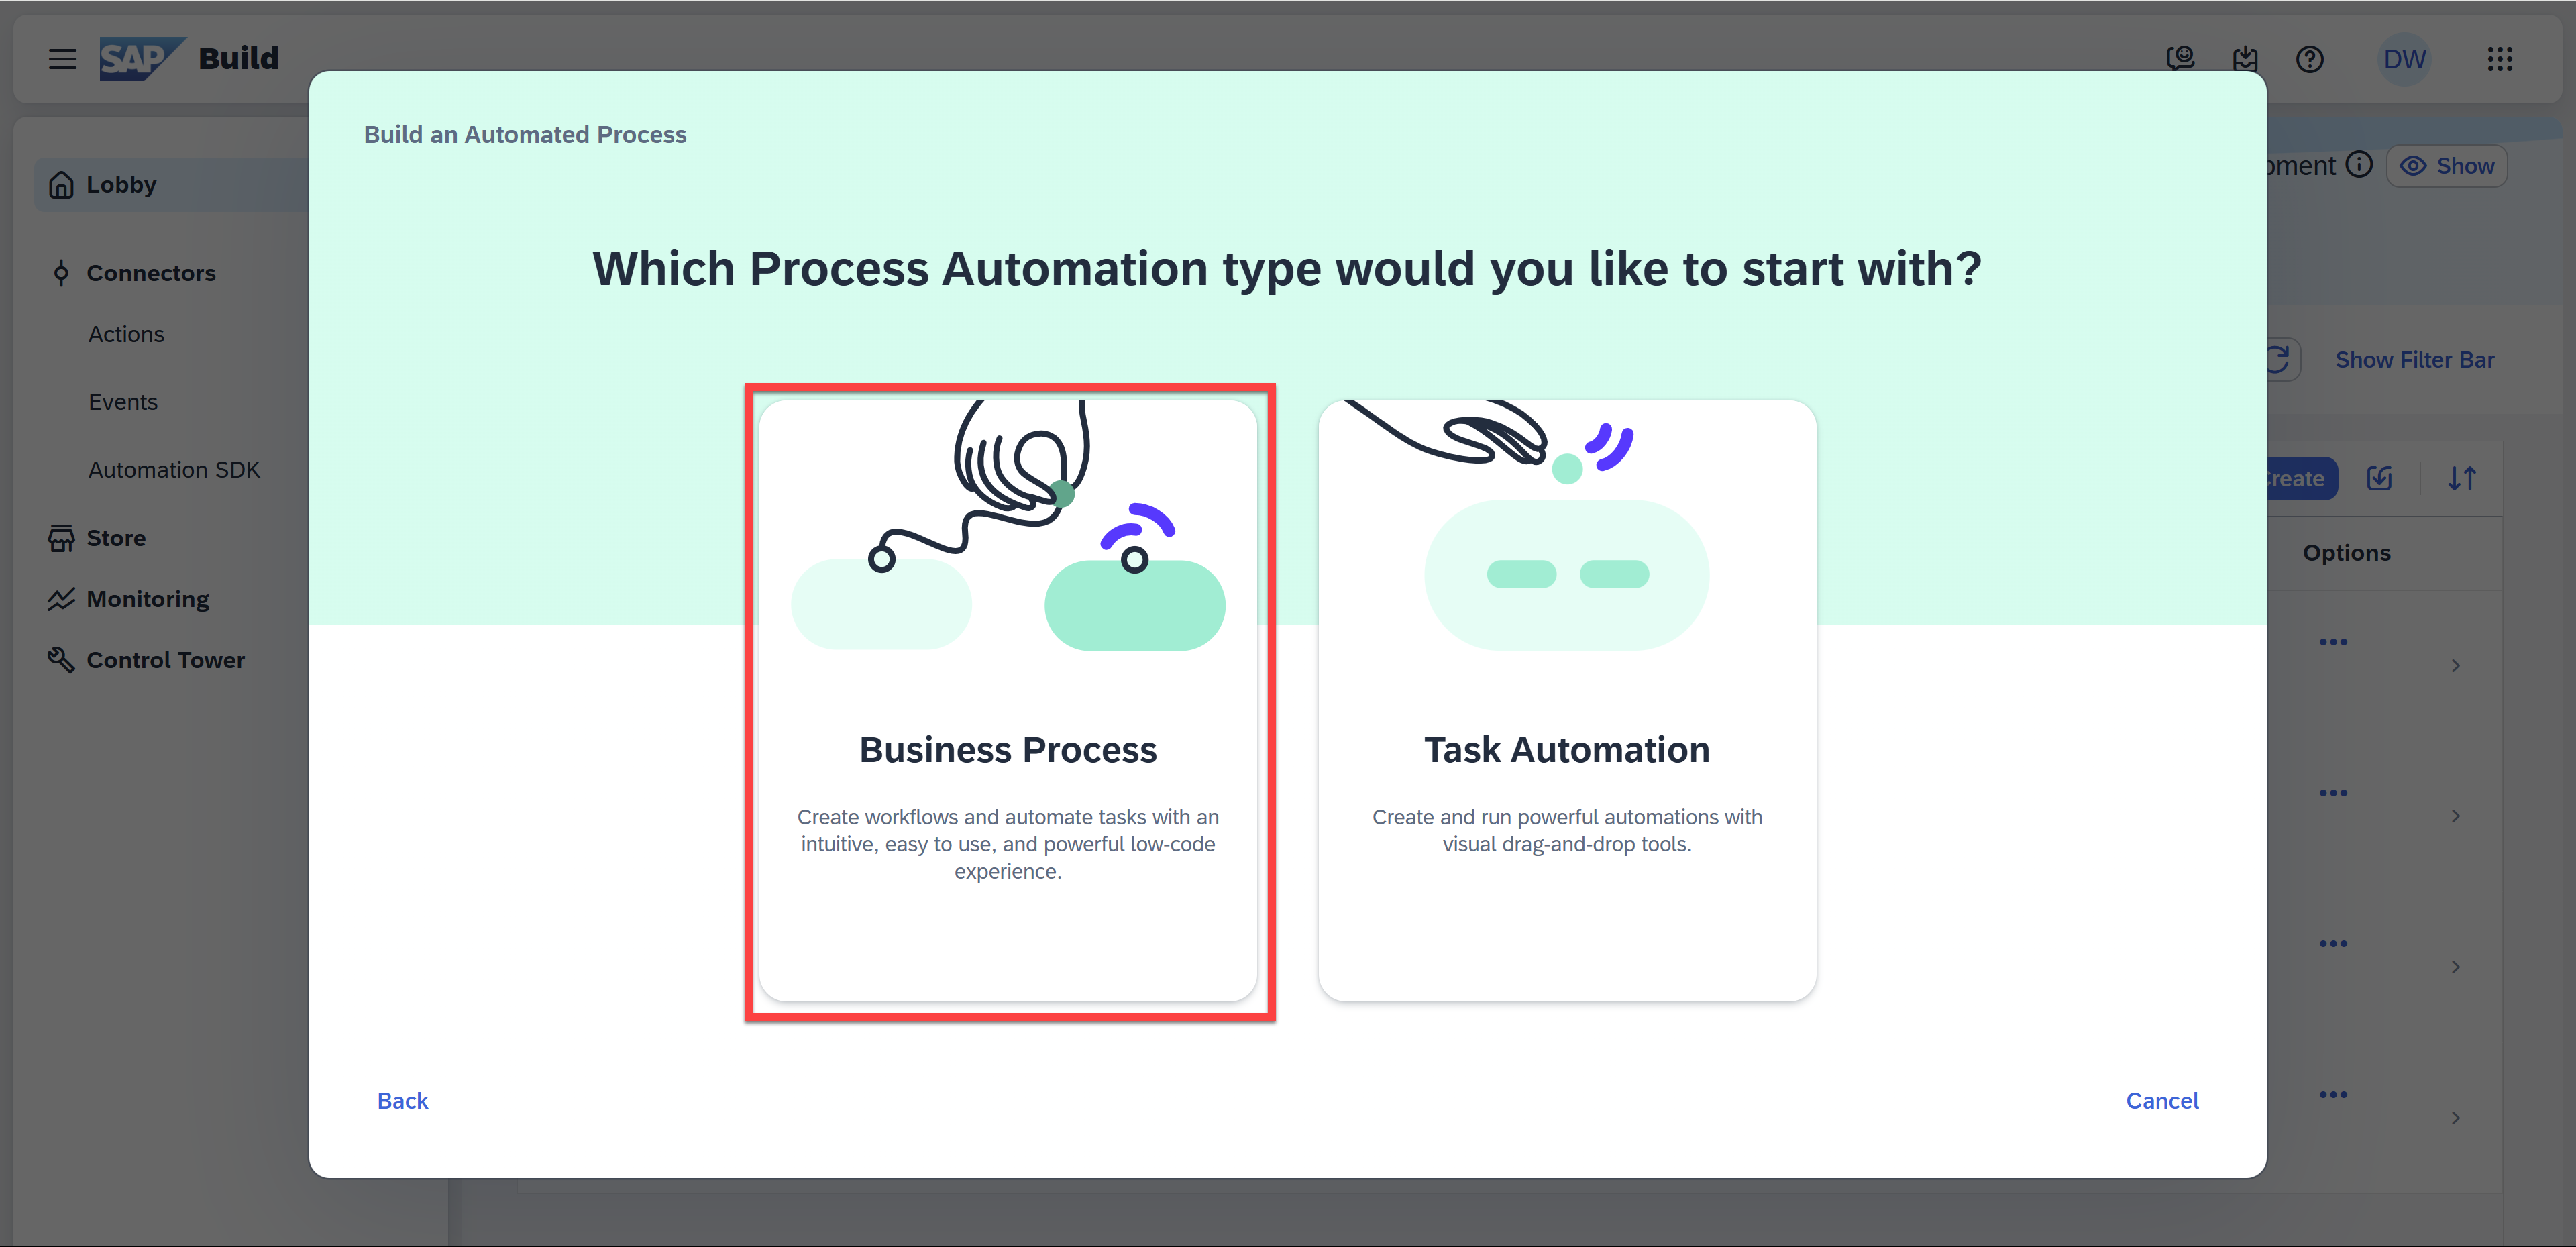 SAP Build
DW
Build an Automated Process
Lobby
Show
Which Process Automation type would you like to start with?
Connectors
Actions
Show Filter Bar
Events
Automation SDK
Store
Options
Monitoring
Control Tower
Business Process
Create workflows and automate tasks with an
intuitive, easy to use, and powerful low-code
experience.
Task Automation
Create and run powerful automations with
visual drag-and-drop tools.
Back
Cancel